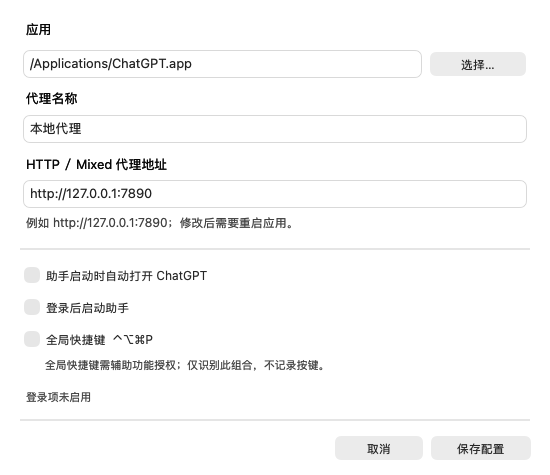 应用
/Applications/ChatGPT.app
选择...
代理名称
本地代理
HTTP / Mixed 代理地址
http://127.0.0.1:7890
例如 http://127.0.0.1:7890；修改后需要重启应用。
助手启动时自动打开 ChatGPT
登录后启动助手
全局快捷键 ^⌥⌘P
全局快捷键需辅助功能授权；仅识别此组合，不记录按键。
登录项未启用
取消
保存配置